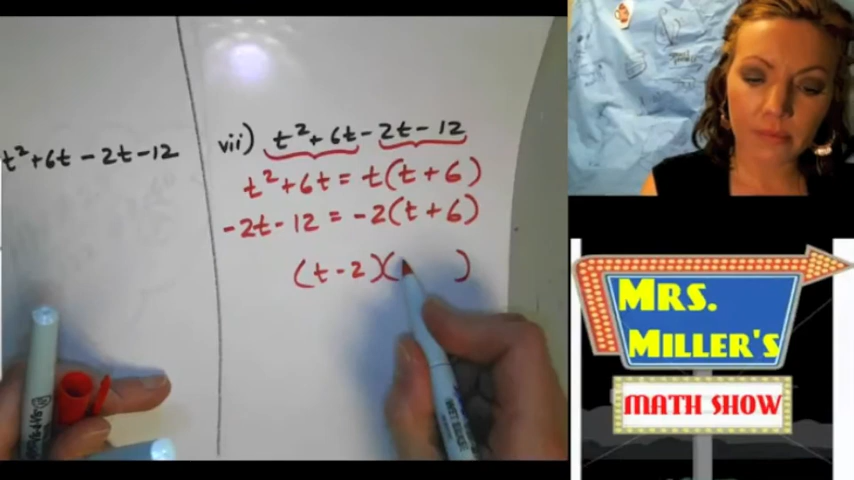 t² + 6t - 2t - 12
vii) t² + 6t - 2t - 12
t² + 6t = t(t + 6)
-2t - 12 = -2(t + 6)
(t - 2)( )
MRS.
MILLER'S
MATH SHOW